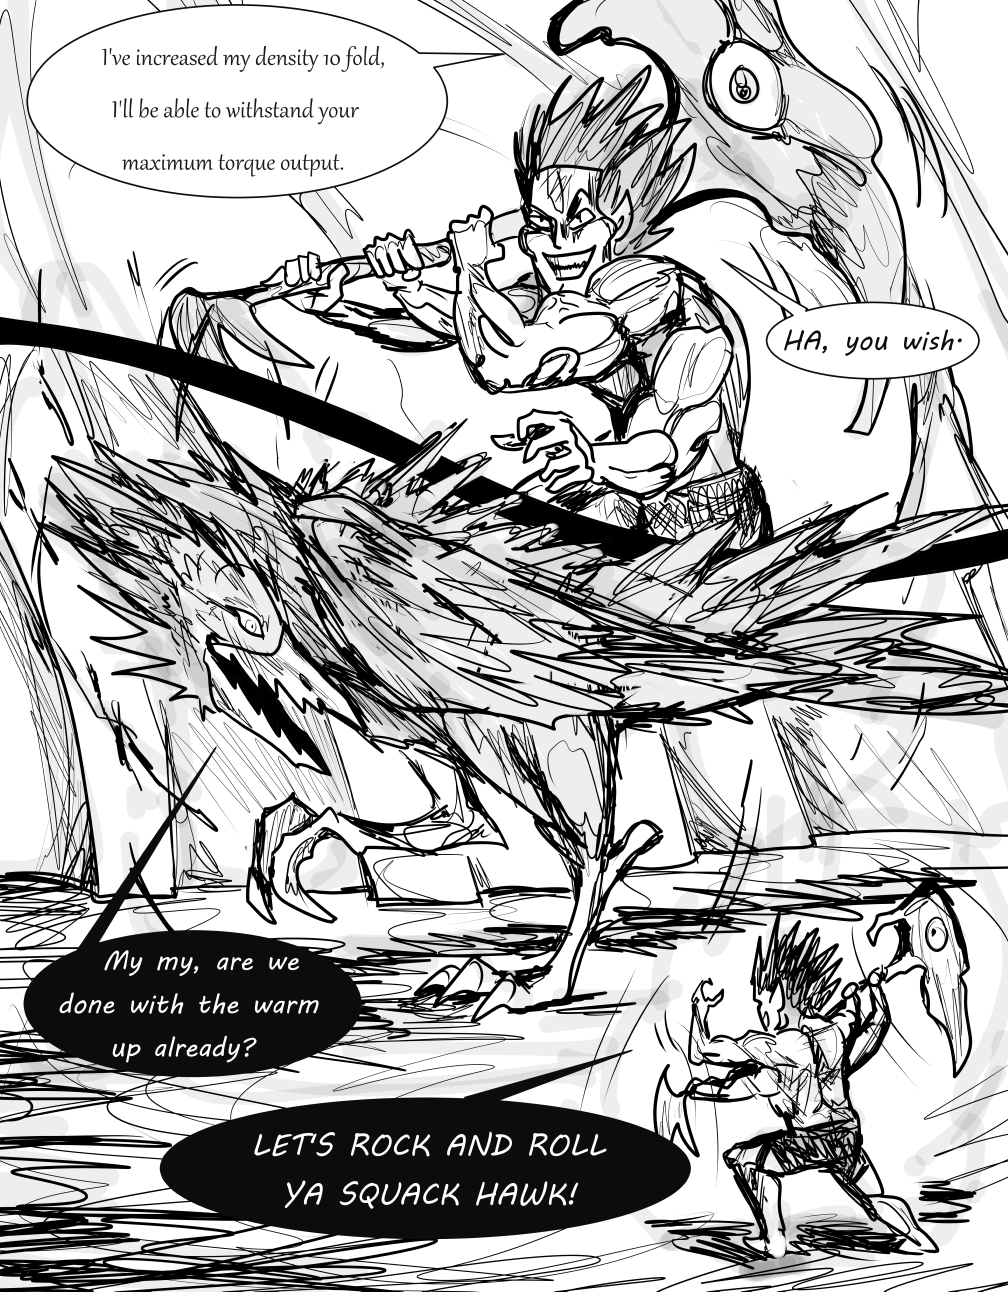 I've increased my density 10 fold,
I'll be able to withstand your
maximum torque output.
HA, you wish.
My my, are we
done with the warm
up already?
LET'S ROCK AND ROLL
YA SQUACK HAWK!